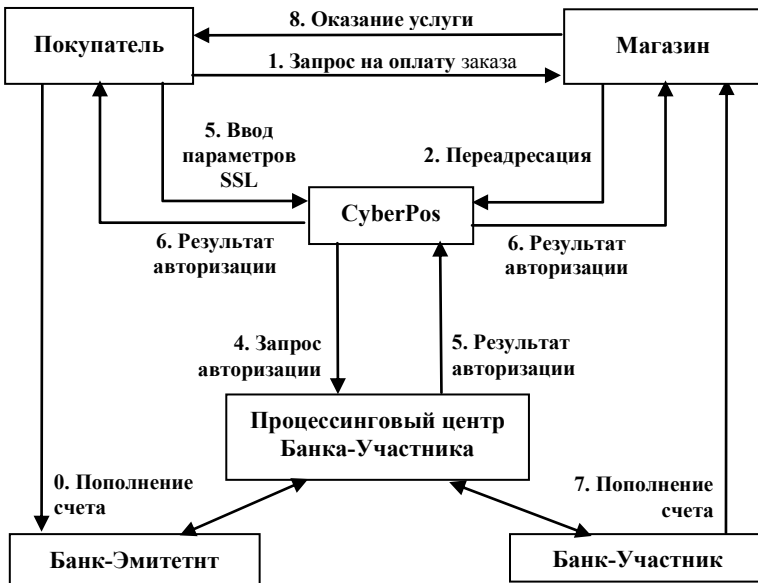 8. Оказание услуги
Покупатель
Магазин
1. Запрос на оплату заказа
5. Ввод
параметров
SSL
2. Переадресация
CyberPos
6. Результат
авторизации
6. Результат
авторизации
4. Запрос
авторизации
5. Результат
авторизации
Процессинговый центр
Банка-Участника
0. Пополнение
счета
7. Пополнение
счета
Банк-Эмитетнт
Банк-Участник